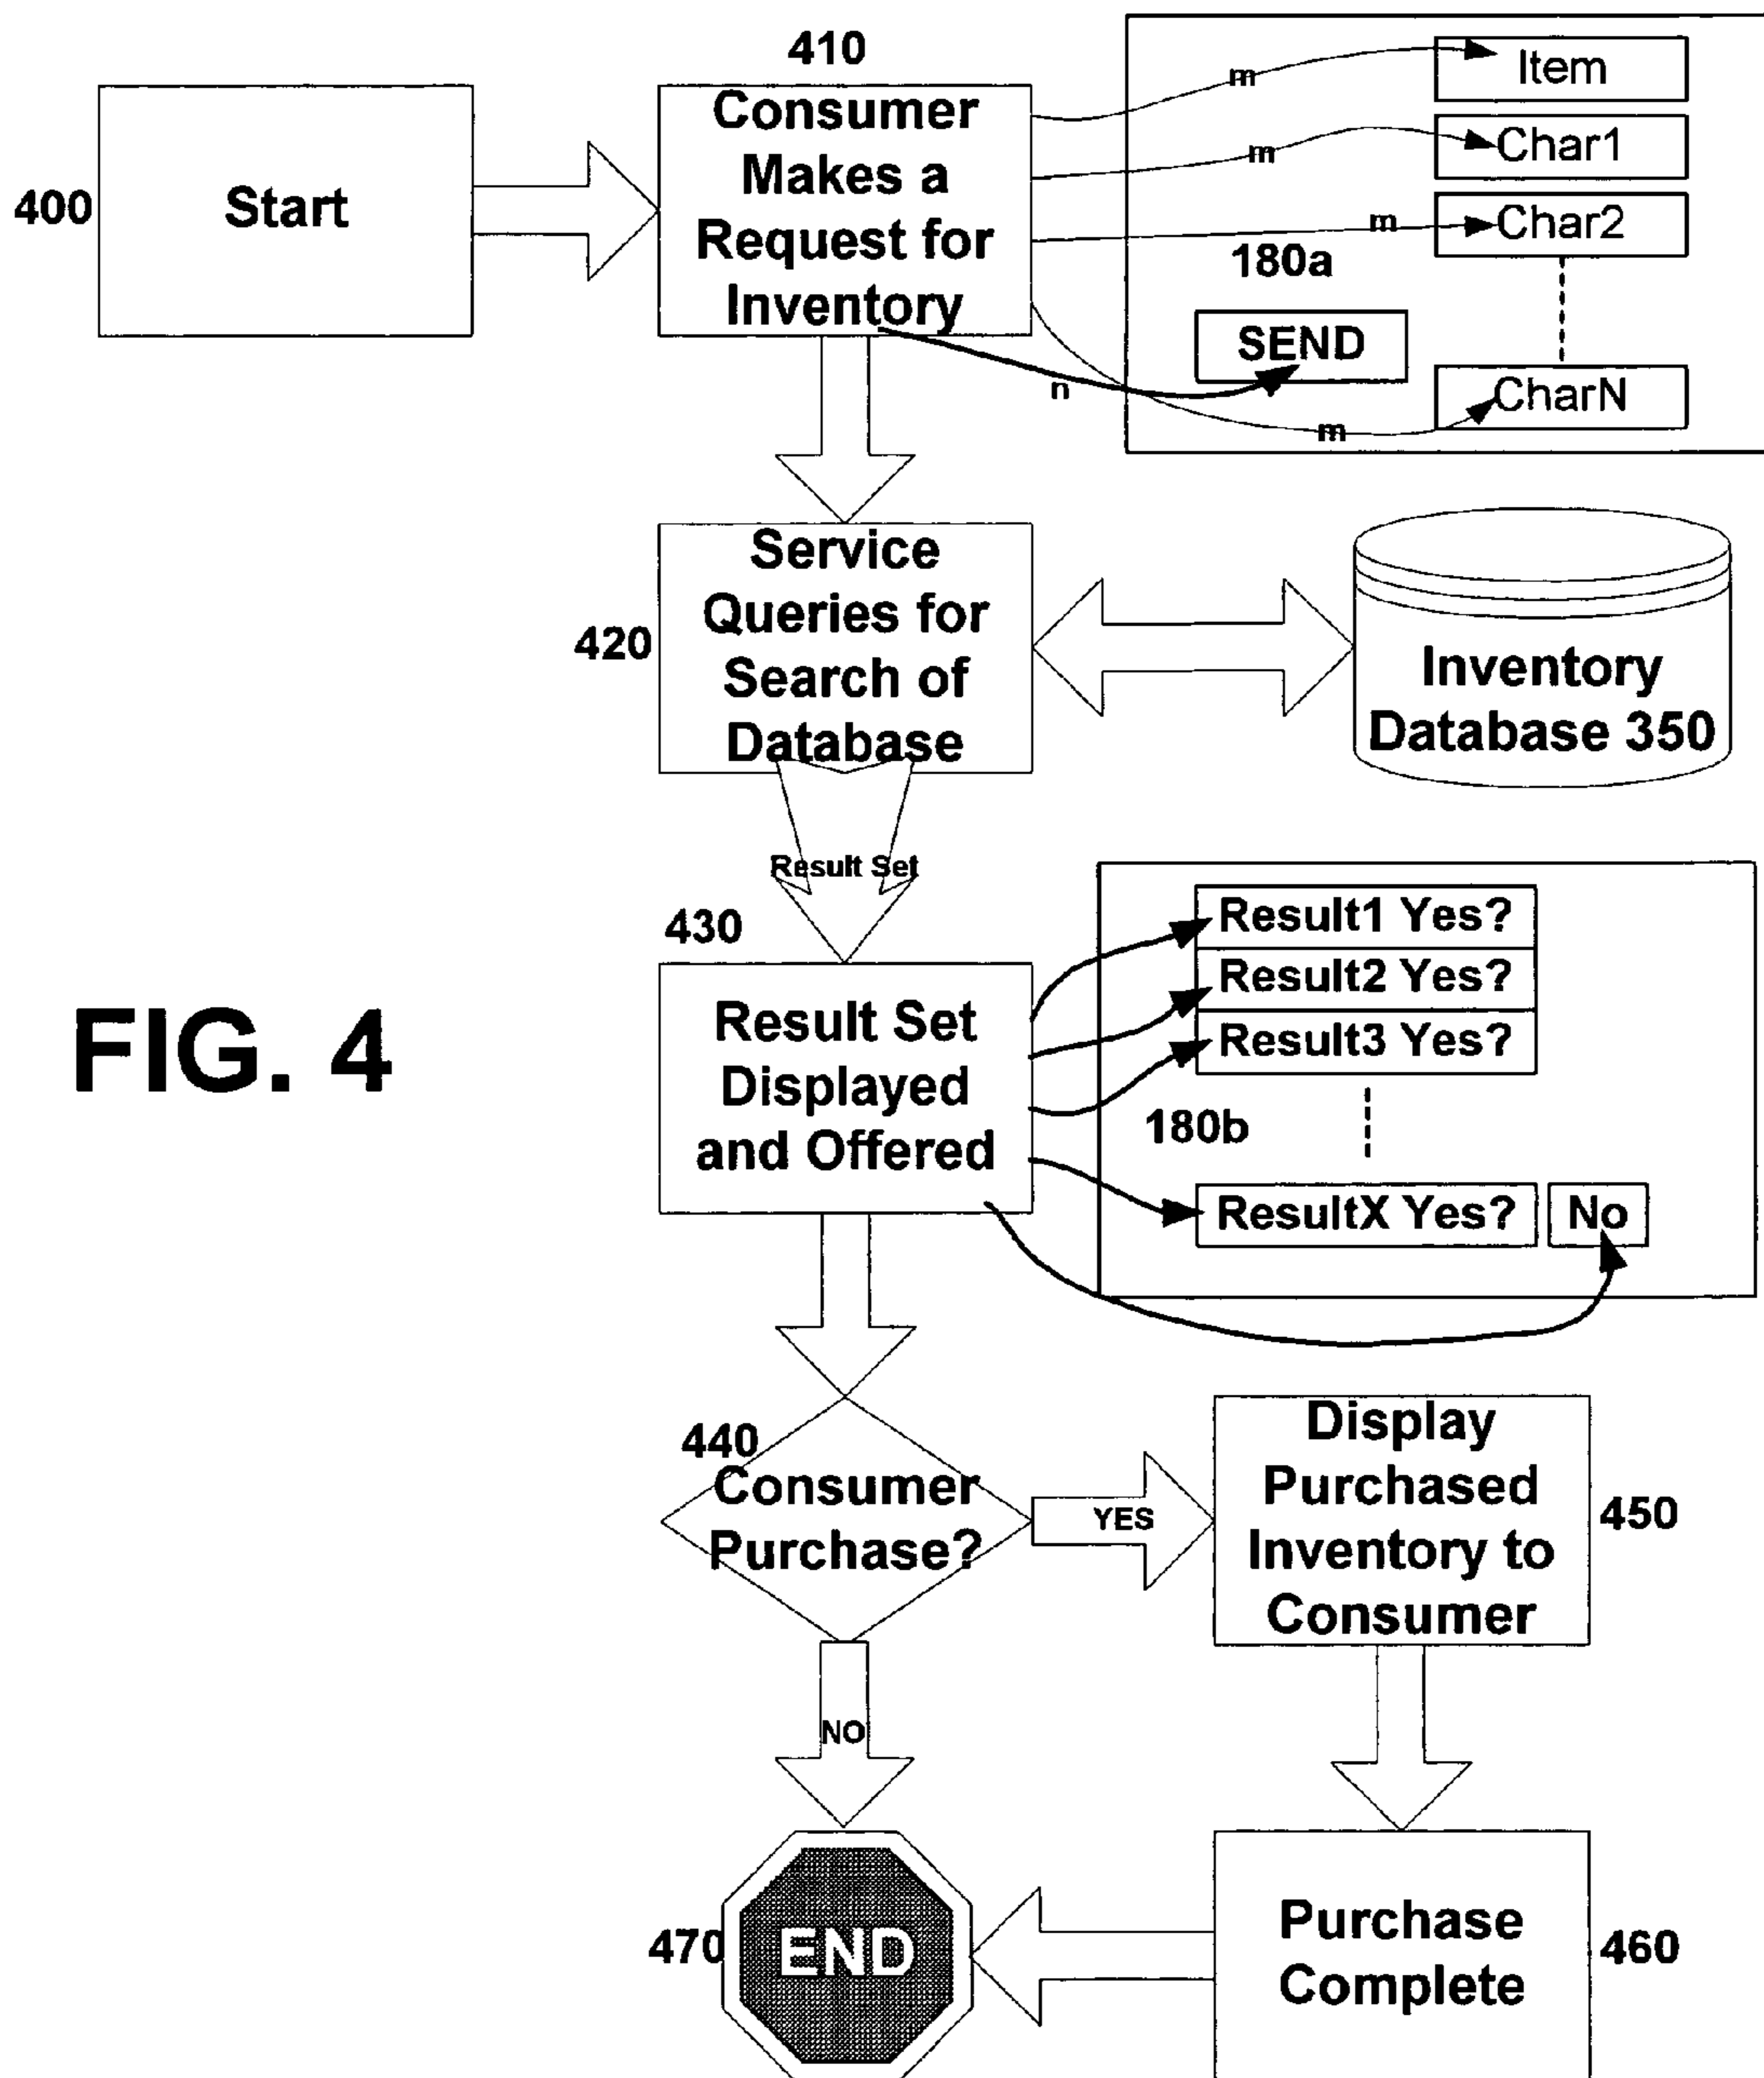 410
400
Start
Consumer
Makes a
Request for
Inventory
m
m
m
m
n
Item
Char1
Char2
180a
SEND
CharN
420
Service
Queries for
Search of
Database
Inventory
Database 350
Result Set
430
Result Set
Displayed
and Offered
Result1 Yes?
Result2 Yes?
Result3 Yes?
180b
ResultX Yes?
No
FIG. 4
440
Consumer
Purchase?
YES
Display
Purchased
Inventory to
Consumer
450
NO
470
END
Purchase
Complete
460